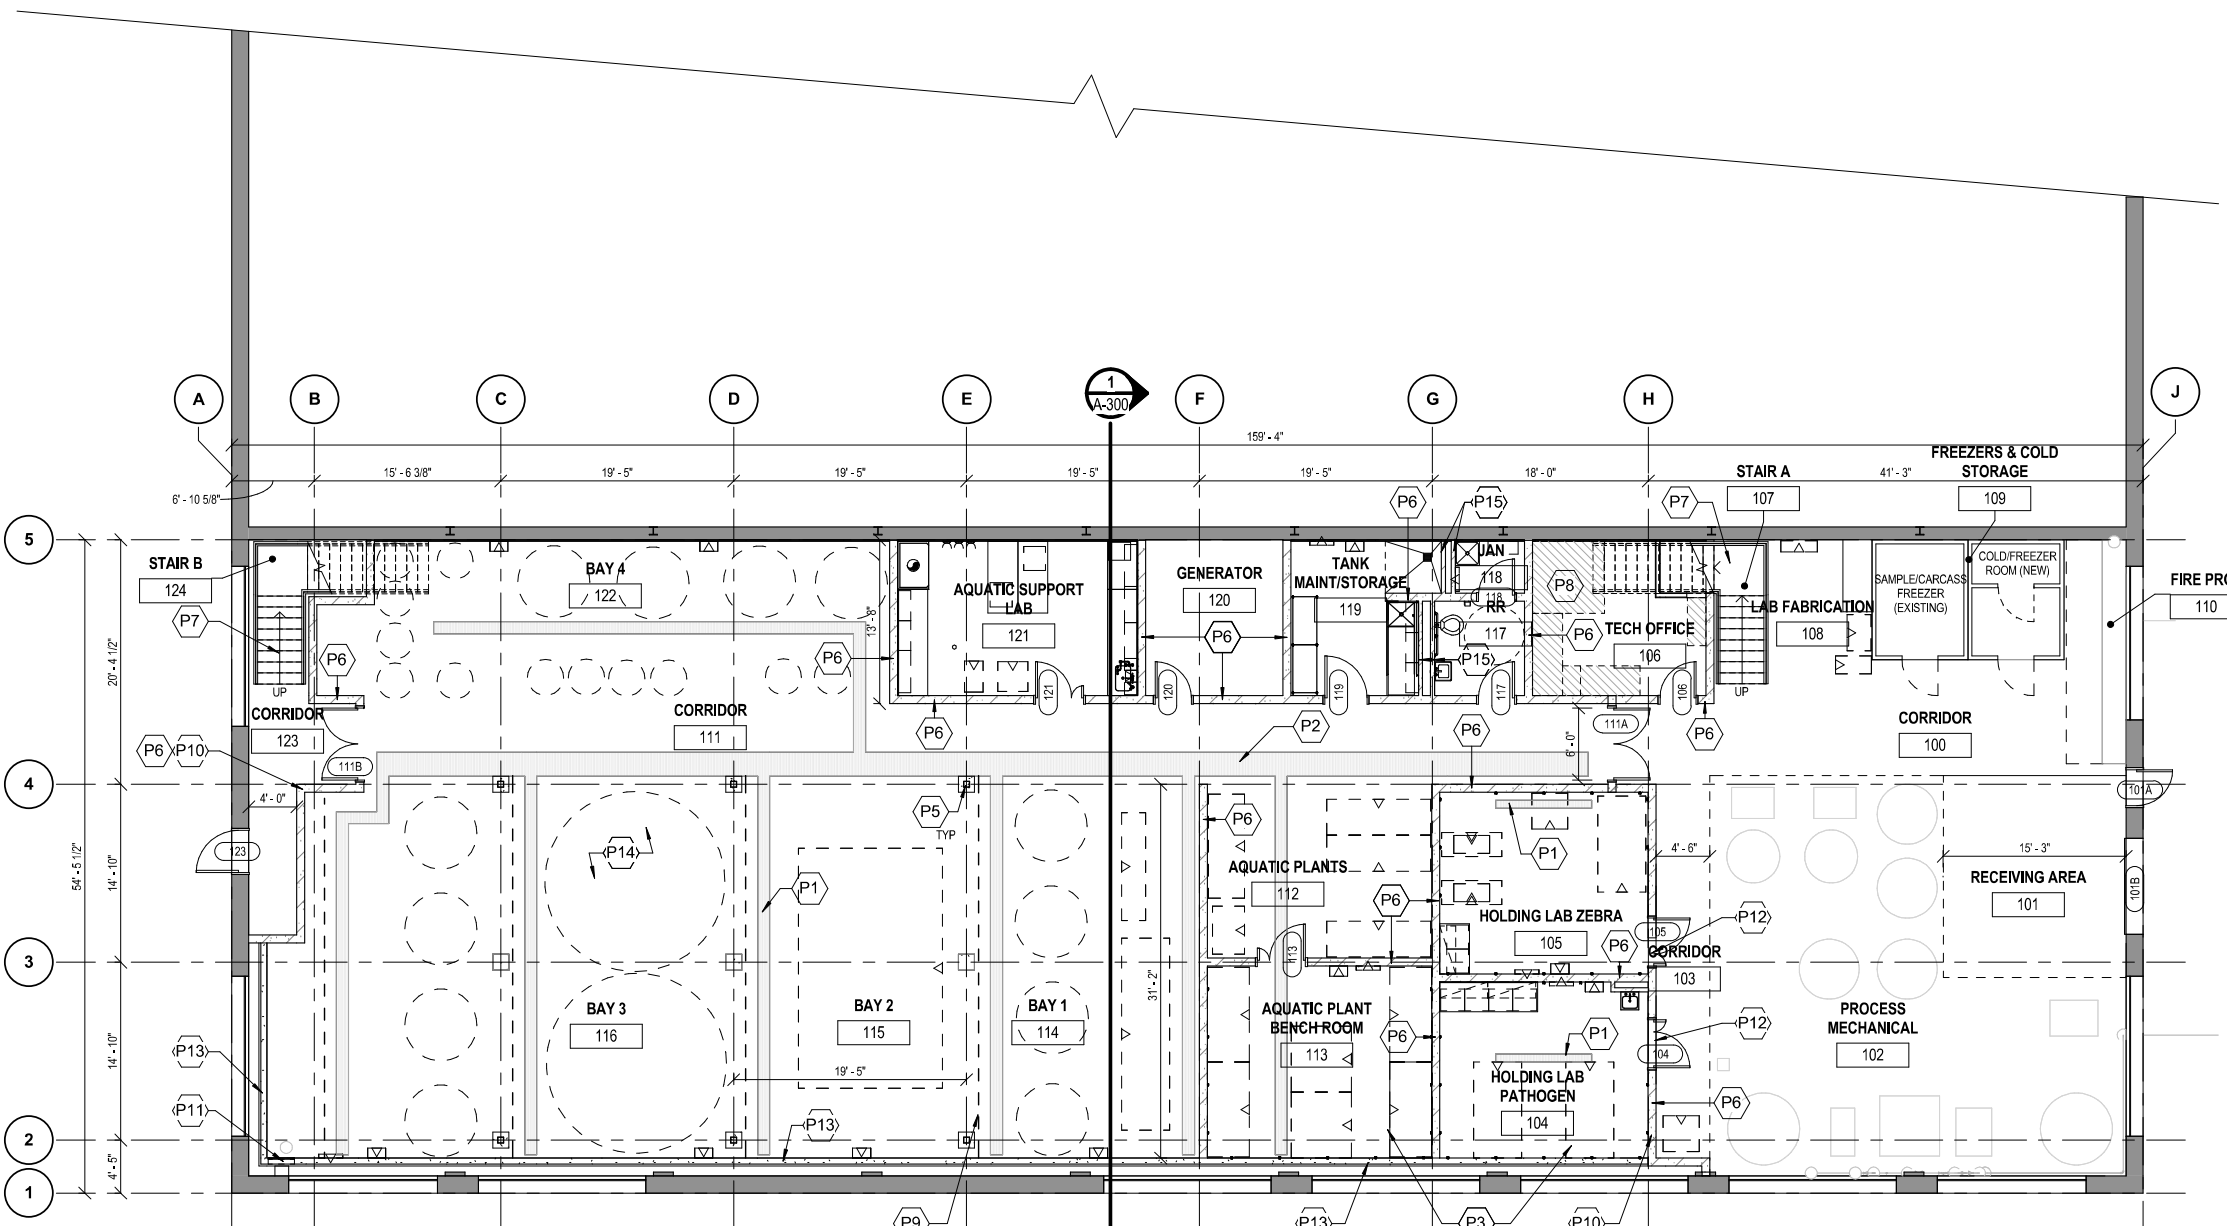 1
A-300
A
B
C
D
E
F
G
H
J
159' - 4"
6' - 10 5/8"
15' - 6 3/8"
19' - 5"
19' - 5"
19' - 5"
19' - 5"
18' - 0"
41' - 3"
FREEZERS & COLD
STORAGE
109
STAIR A
107
P7
P6
P15
5
STAIR B
124
P7
UP
P6
BAY 4
122
13' - 8"
P6
AQUATIC SUPPORT
LAB
121
121
GENERATOR
120
120
P6
TANK
MAINT/STORAGE
119
119
JAN
118
118
RR
117
117
P15
P8
P6
TECH OFFICE
106
106
UP
LAB FABRICATION
108
SAMPLE/CARCASS
FREEZER
(EXISTING)
COLD/FREEZER
ROOM (NEW)
FIRE PRO
110
20' - 4 1/2"
CORRIDOR
123
P6
P10
111B
CORRIDOR
111
P6
P2
P6
111A
6' - 0"
P6
CORRIDOR
100
4
4' - 0"
123
P14
P5
TYP
P1
P6
AQUATIC PLANTS
112
P6
P1
HOLDING LAB ZEBRA
105
105
P6
P12
4' - 6"
15' - 3"
101A
101B
RECEIVING AREA
101
54' - 5 1/2"
14' - 10"
3
CORRIDOR
103
113
31' - 2"
BAY 3
116
BAY 2
115
BAY 1
114
AQUATIC PLANT
BENCH ROOM
113
P6
P1
P12
104
PROCESS
MECHANICAL
102
14' - 10"
P13
19' - 5"
HOLDING LAB
PATHOGEN
104
P6
P11
P13
2
4' - 5"
1
P9
P13
P3
P10